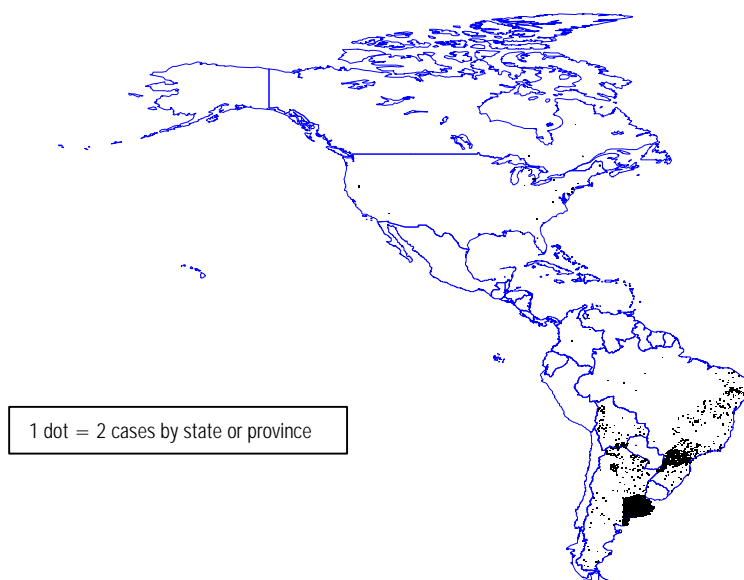 1 dot = 2 cases by state or province